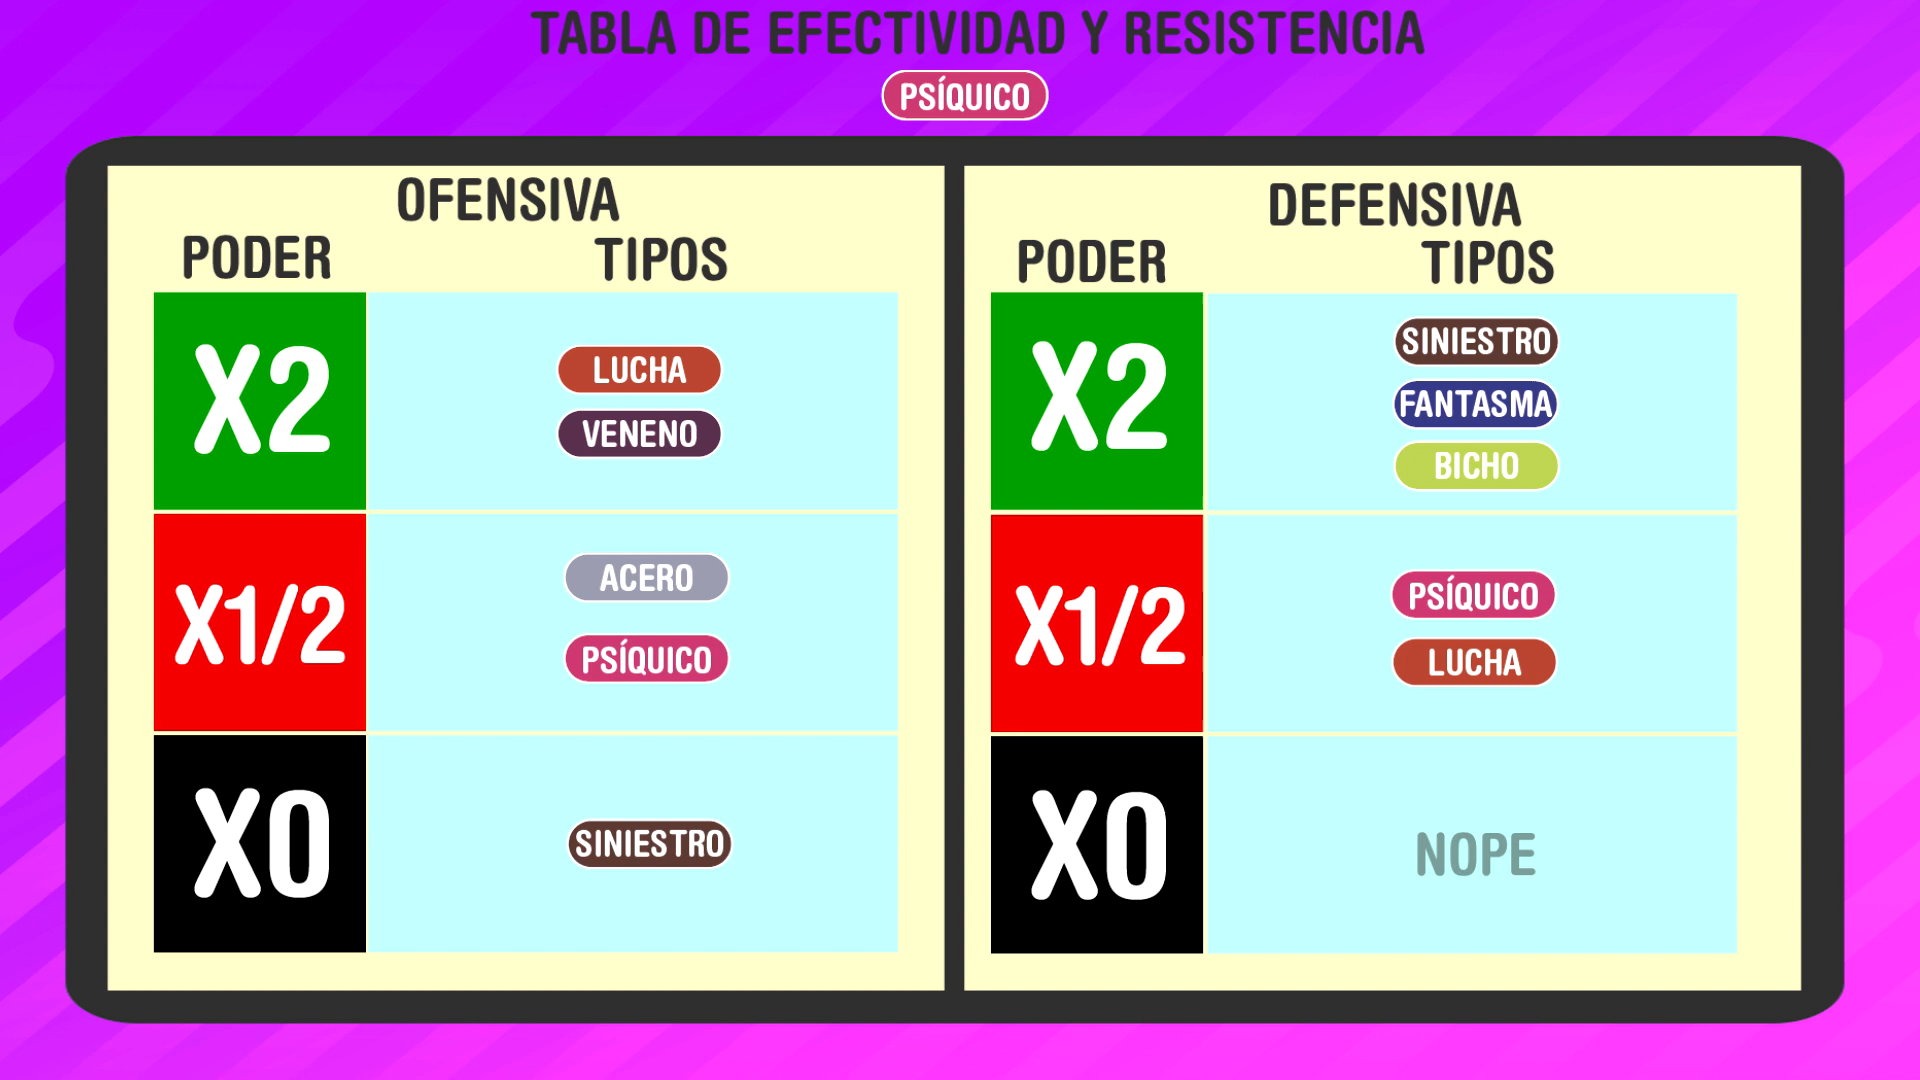 TABLA DE EFECTIVIDAD Y RESISTENCIA
PSÍQUICO
OFENSIVA
PODER TIPOS
X2
LUCHA
VENENO
X1/2
ACERO
PSÍQUICO
X0
SINIESTRO
DEFENSIVA
PODER TIPOS
X2
SINIESTRO
FANTASMA
BICHO
X1/2
PSÍQUICO
LUCHA
X0
NOPE